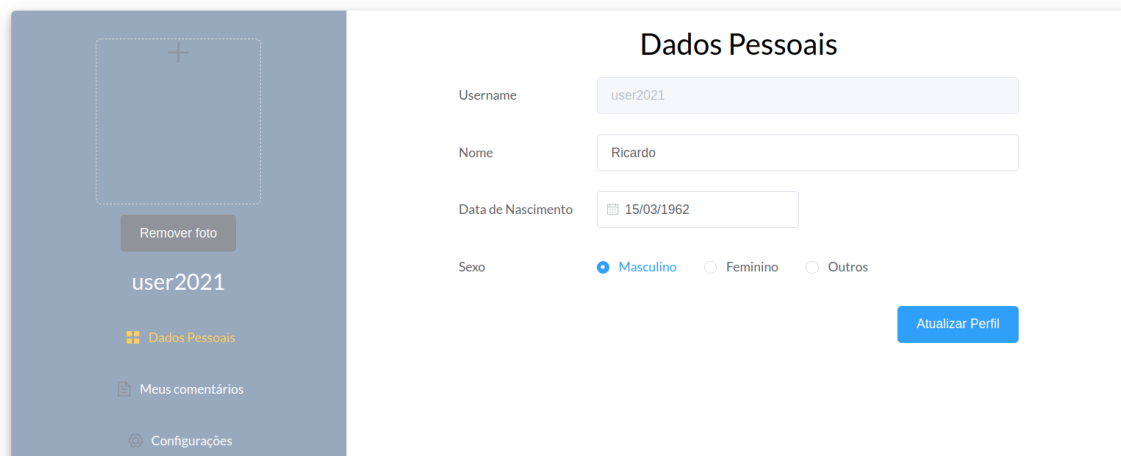 Remover foto
user2021
Dados Pessoais
Meus comentários
Configurações
Dados Pessoais
Username user2021
Nome Ricardo
Data de Nascimento 15/03/1962
Sexo Masculino Feminino Outros
Atualizar Perfil